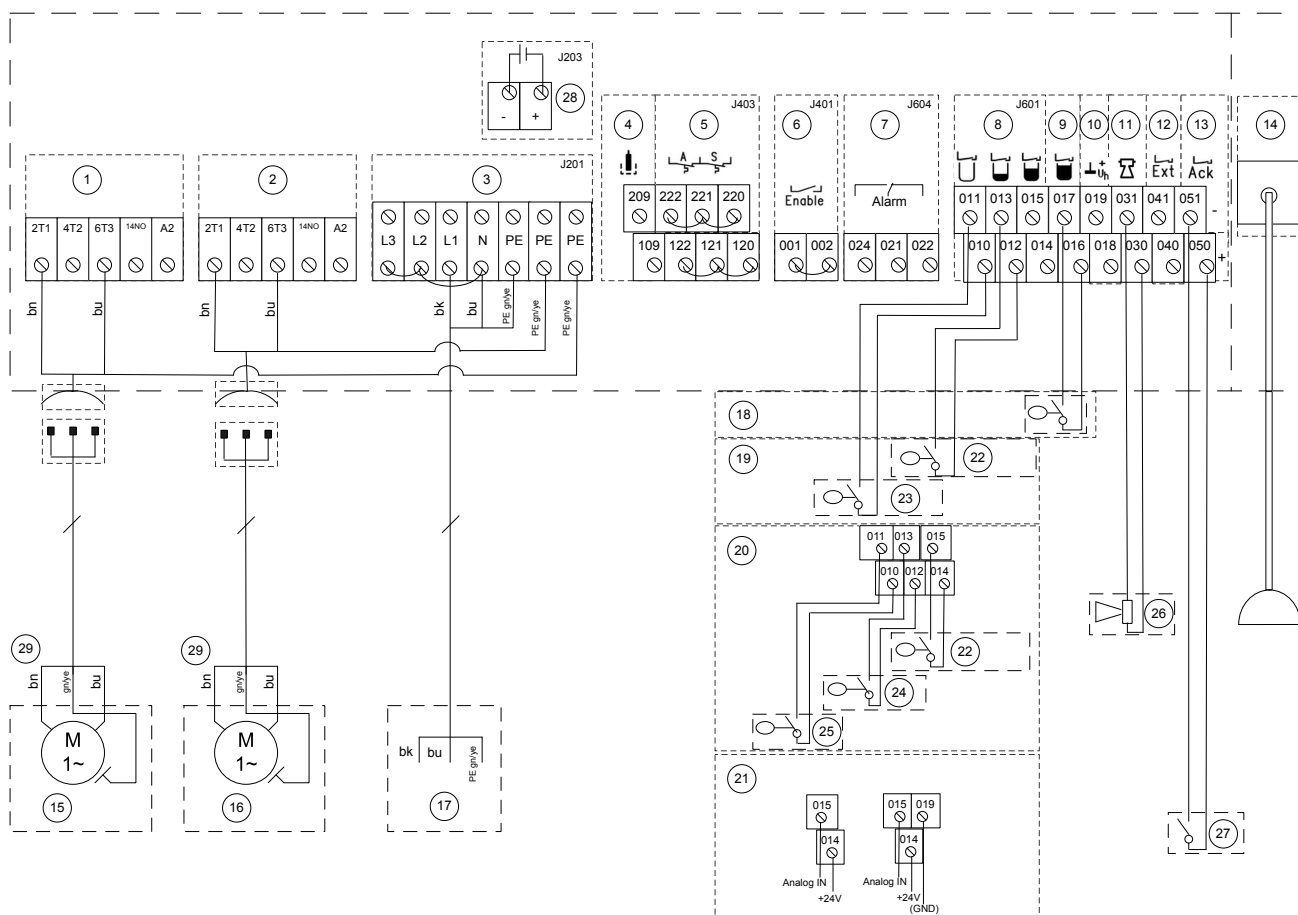 J203
28
- +
J403 J401 J604 J601
4 5 6 7 8 9 10 11 12 13 14
A S
+ Uh Ext Ack
Enable Alarm
1 2 3 J201
209 222 221 220
011 013 015 017 019 031 041 051 -
2T1 4T2 6T3 14NO A2
2T1 4T2 6T3 14NO A2
L3 L2 L1 N PE PE PE
109 122 121 120
001 002
024 021 022
010 012 014 016 018 030 040 050 +
bn bu
bn bu
bk bu PE gn/ye PE gn/ye PE gn/ye
18
19
22
23
20
011 013 015
010 012 014
26
22
24
25
29
bn gn/ye bu
29
bn gn/ye bu
M
1~
15
M
1~
16
bk bu PE gn/ye
17
21
27
015
014
Analog IN
+24V
015 019
014
Analog IN
+24V
(GND)